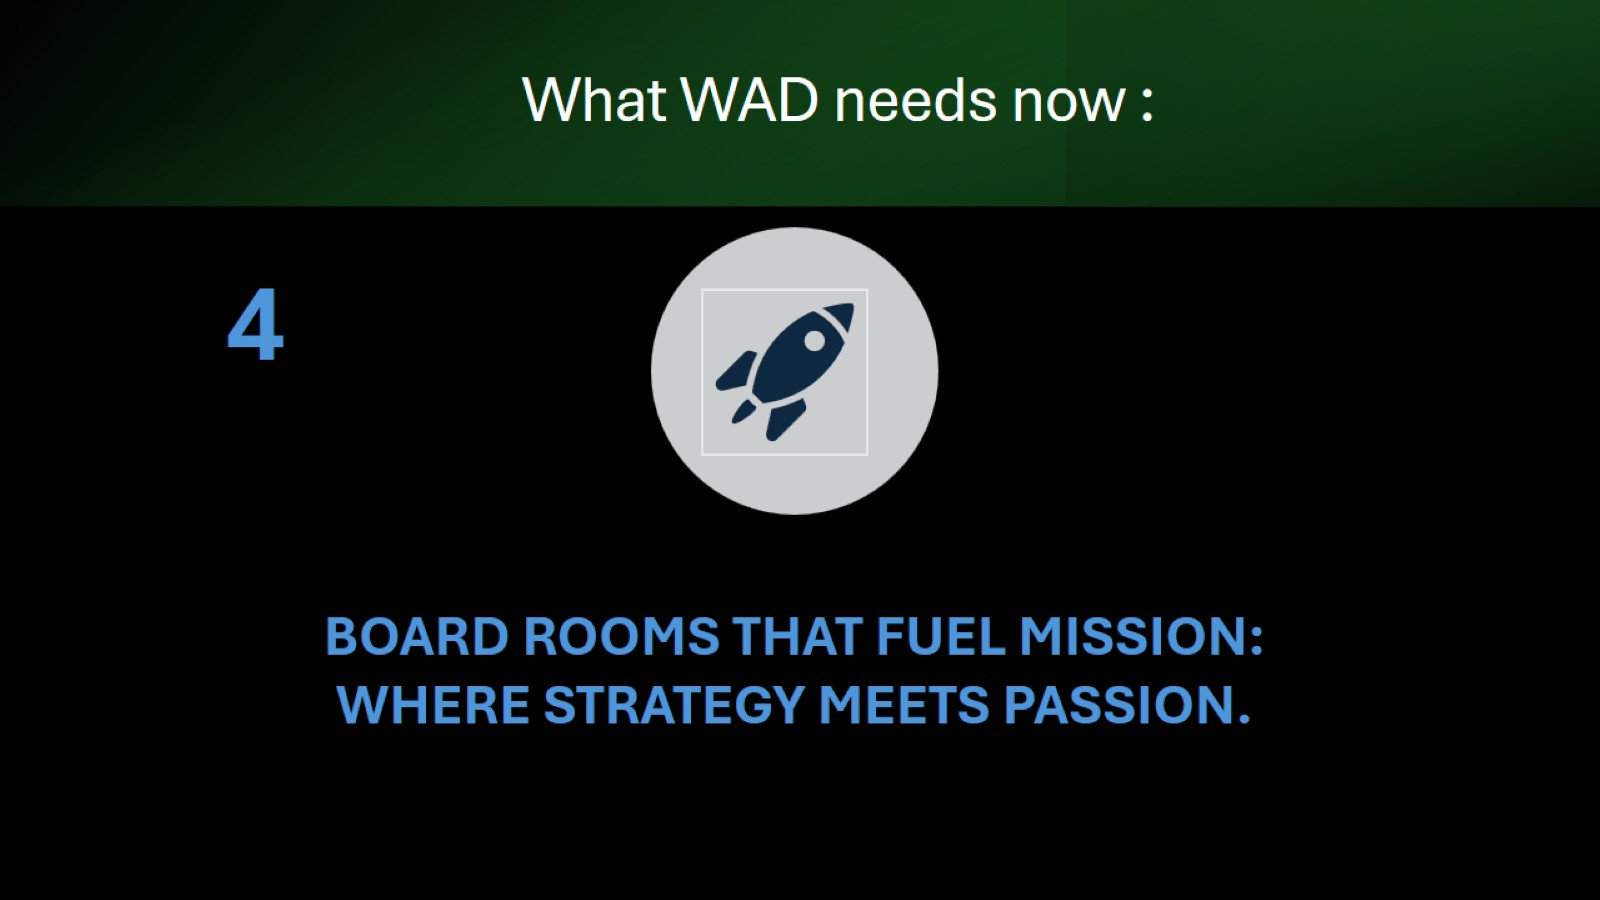 What WAD needs now :
4
BOARD ROOMS THAT FUEL MISSION:
WHERE STRATEGY MEETS PASSION.